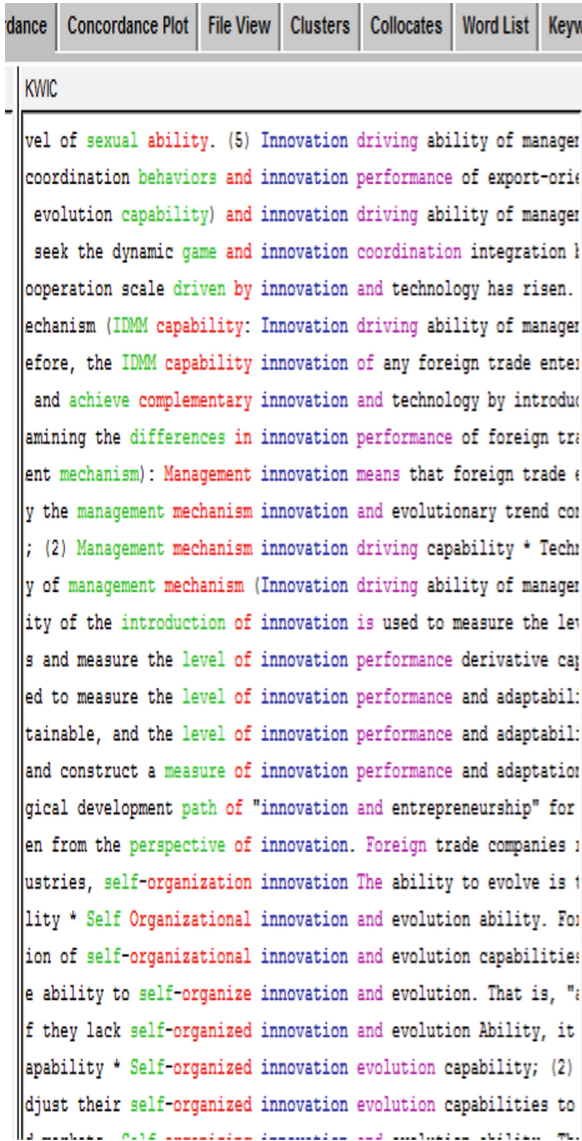 dance Concordance Plot File View Clusters Collocates Word List Keyw
KWIC
vel of sexual ability. (5) Innovation driving ability of manager
coordination behaviors and innovation performance of export-orie
evolution capability) and innovation driving ability of manager
seek the dynamic game and innovation coordination integration
ooperation scale driven by innovation and technology has risen.
echanism (IDMM capability: Innovation driving ability of manager
efore, the IDMM capability innovation of any foreign trade enter
and achieve complementary innovation and technology by introduc
amining the differences in innovation performance of foreign tra
ent mechanism): Management innovation means that foreign trade e
y the management mechanism innovation and evolutionary trend con
; (2) Management mechanism innovation driving capability * Techn
y of management mechanism (Innovation driving ability of manager
ity of the introduction of innovation is used to measure the lev
s and measure the level of innovation performance derivative cap
ed to measure the level of innovation performance and adaptabil
tainable, and the level of innovation performance and adaptabil
and construct a measure of innovation performance and adaptation
gical development path of "innovation and entrepreneurship" for
en from the perspective of innovation. Foreign trade companies
ustries, self-organization innovation The ability to evolve is t
lity * Self Organizational innovation and evolution ability. For
ion of self-organizational innovation and evolution capabilities
e ability to self-organize innovation and evolution. That is, "a
f they lack self-organized innovation and evolution Ability, it
apability * Self-organized innovation evolution capability; (2)
djust their self-organized innovation evolution capabilities to